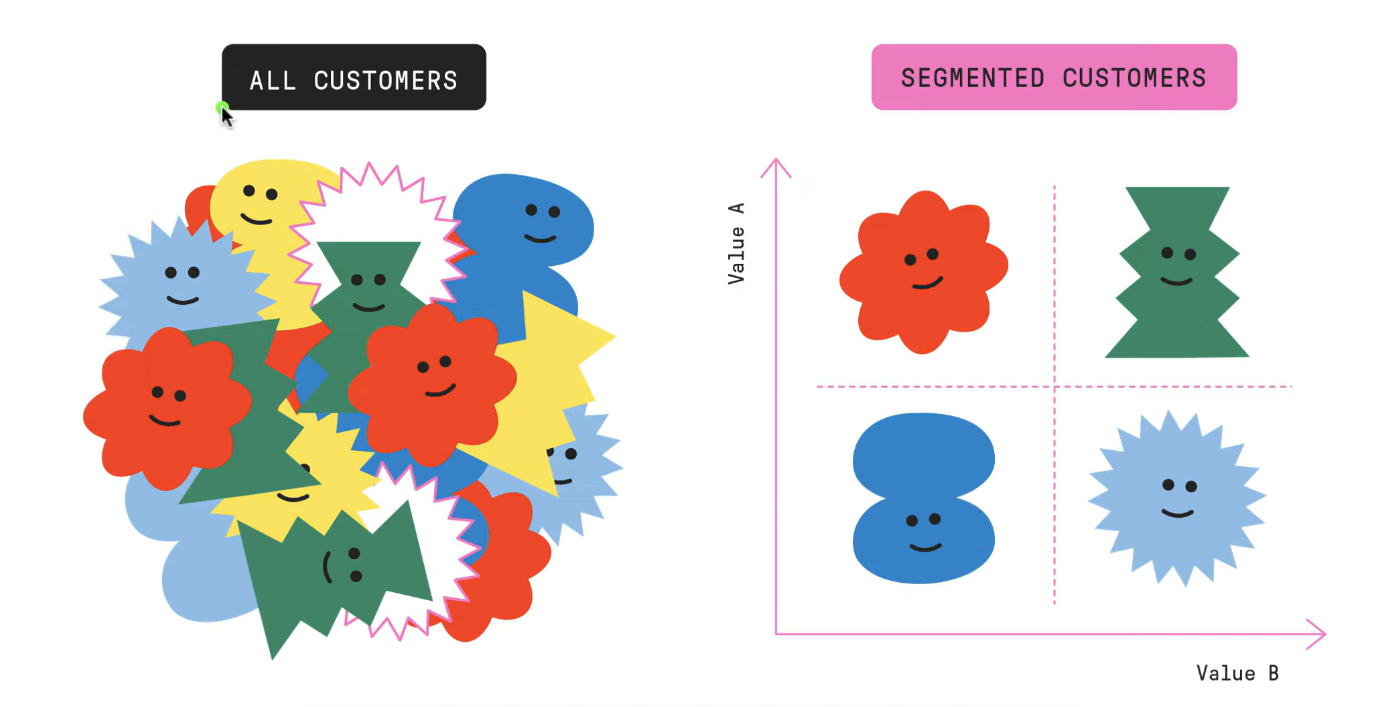 ALL CUSTOMERS
SEGMENTED CUSTOMERS
Value A
Value B